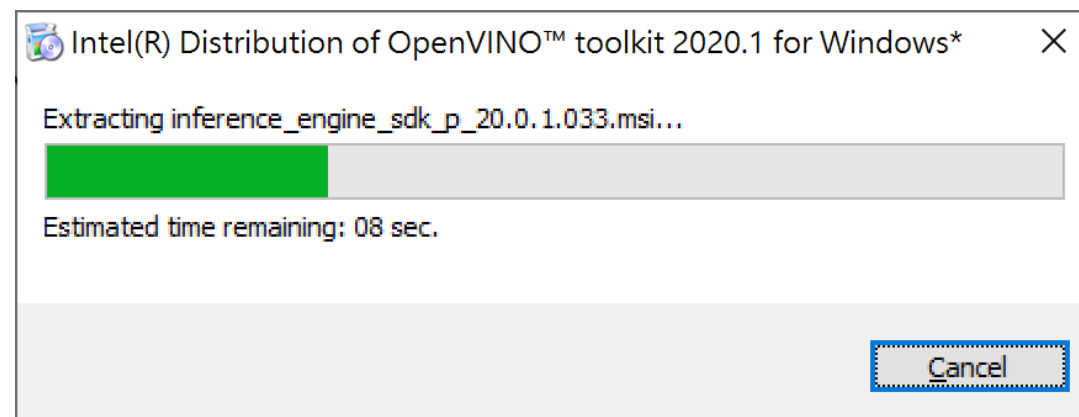 Intel(R) Distribution of OpenVINO™ toolkit 2020.1 for Windows*
Extracting inference_engine_sdk_p_20.0.1.033.msi...
Estimated time remaining: 08 sec.
Cancel